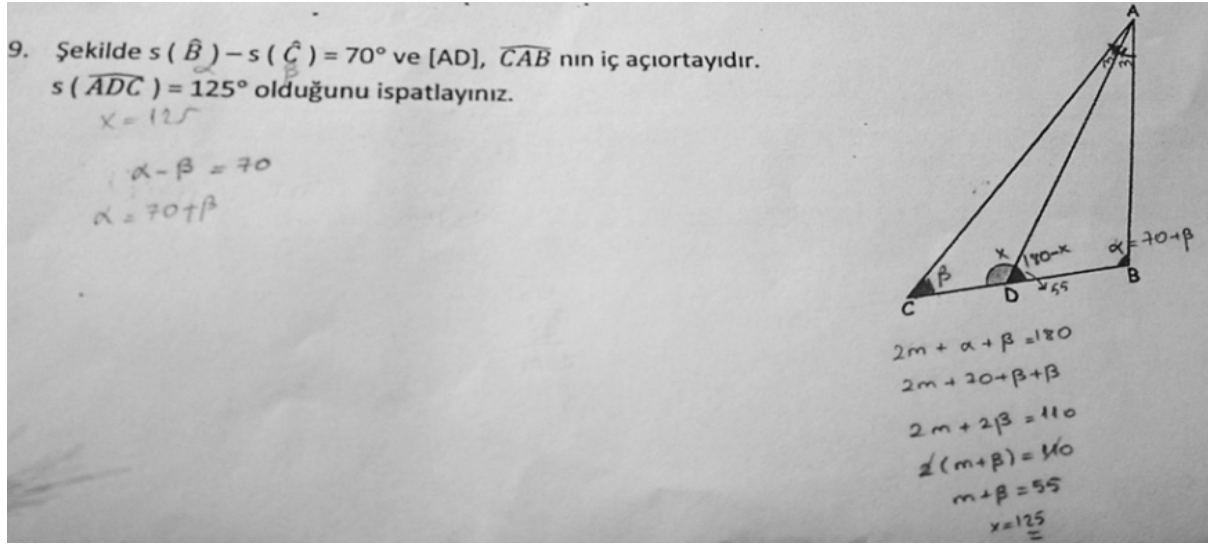 9. Şekilde s ( B̂ ) – s ( Ĉ ) = 70° ve [AD], CAB nın iç açıortayıdır.
α β
s ( ADC ) = 125° olduğunu ispatlayınız.
x = 125
α - β = 70
α = 70+β
A
m m
β
x
180-x
55
α = 70+β
C
D
B
2m + α + β = 180
2m + 70+β+β
2m + 2β = 110
2(m+β) = 110
m+β = 55
x=125